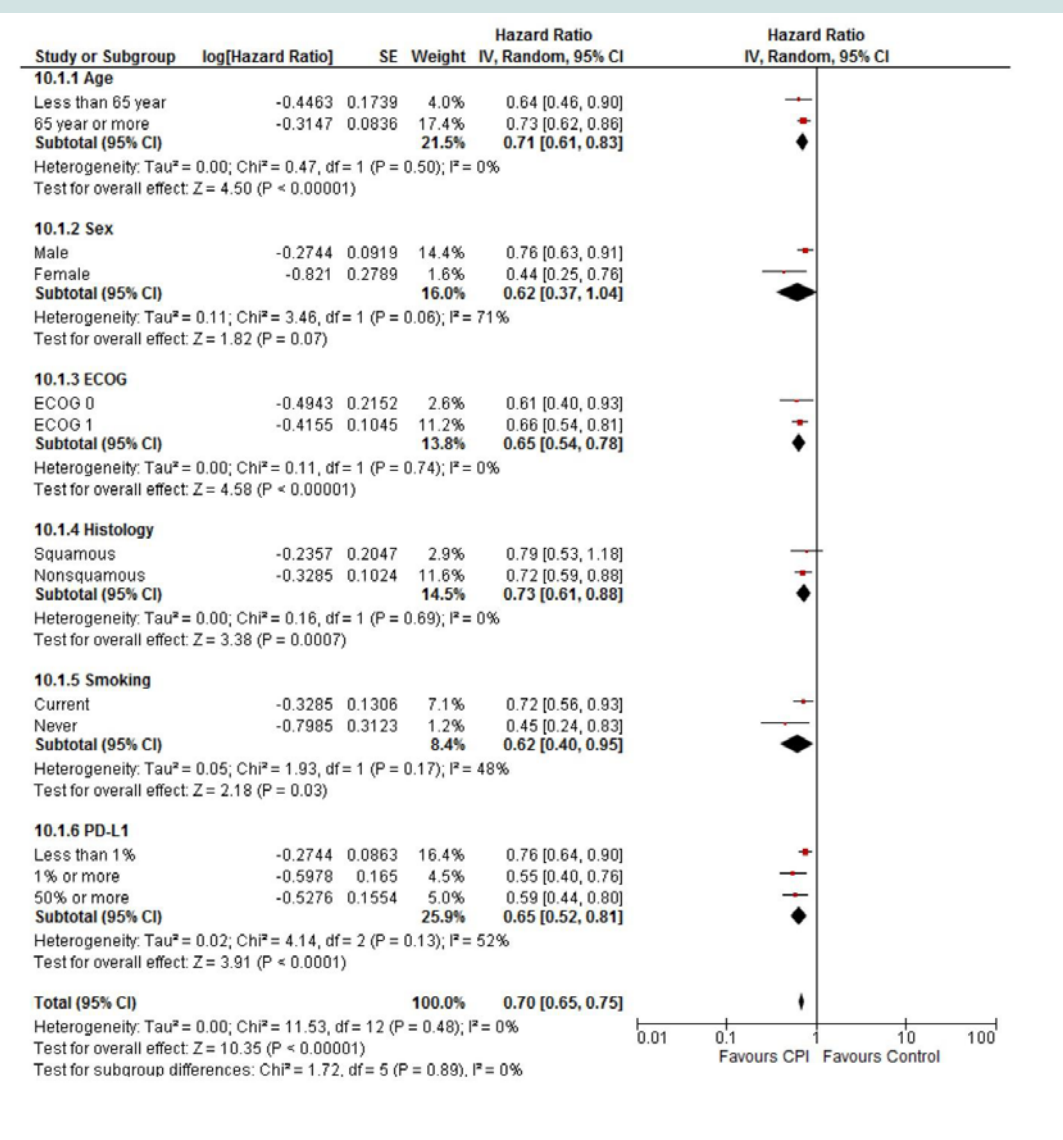 Hazard Ratio Hazard Ratio
Study or Subgroup log[Hazard Ratio] SE Weight IV, Random, 95% CI IV, Random, 95% CI
10.1.1 Age
Less than 65 year -0.4463 0.1739 4.0% 0.64 [0.46, 0.90]
65 year or more -0.3147 0.0836 17.4% 0.73 [0.62, 0.86]
Subtotal (95% CI) 21.5% 0.71 [0.61, 0.83]
Heterogeneity: Tau² = 0.00; Chi² = 0.47, df = 1 (P = 0.50); I² = 0%
Test for overall effect: Z = 4.50 (P < 0.00001)
10.1.2 Sex
Male -0.2744 0.0919 14.4% 0.76 [0.63, 0.91]
Female -0.821 0.2789 1.6% 0.44 [0.25, 0.76]
Subtotal (95% CI) 16.0% 0.62 [0.37, 1.04]
Heterogeneity: Tau² = 0.11; Chi² = 3.46, df = 1 (P = 0.06); I² = 71%
Test for overall effect: Z = 1.82 (P = 0.07)
10.1.3 ECOG
ECOG 0 -0.4943 0.2152 2.6% 0.61 [0.40, 0.93]
ECOG 1 -0.4155 0.1045 11.2% 0.66 [0.54, 0.81]
Subtotal (95% CI) 13.8% 0.65 [0.54, 0.78]
Heterogeneity: Tau² = 0.00; Chi² = 0.11, df = 1 (P = 0.74); I² = 0%
Test for overall effect: Z = 4.58 (P < 0.00001)
10.1.4 Histology
Squamous -0.2357 0.2047 2.9% 0.79 [0.53, 1.18]
Nonsquamous -0.3285 0.1024 11.6% 0.72 [0.59, 0.88]
Subtotal (95% CI) 14.5% 0.73 [0.61, 0.88]
Heterogeneity: Tau² = 0.00; Chi² = 0.16, df = 1 (P = 0.69); I² = 0%
Test for overall effect: Z = 3.38 (P = 0.0007)
10.1.5 Smoking
Current -0.3285 0.1306 7.1% 0.72 [0.56, 0.93]
Never -0.7985 0.3123 1.2% 0.45 [0.24, 0.83]
Subtotal (95% CI) 8.4% 0.62 [0.40, 0.95]
Heterogeneity: Tau² = 0.05; Chi² = 1.93, df = 1 (P = 0.17); I² = 48%
Test for overall effect: Z = 2.18 (P = 0.03)
10.1.6 PD-L1
Less than 1% -0.2744 0.0863 16.4% 0.76 [0.64, 0.90]
1% or more -0.5978 0.165 4.5% 0.55 [0.40, 0.76]
50% or more -0.5276 0.1554 5.0% 0.59 [0.44, 0.80]
Subtotal (95% CI) 25.9% 0.65 [0.52, 0.81]
Heterogeneity: Tau² = 0.02; Chi² = 4.14, df = 2 (P = 0.13); I² = 52%
Test for overall effect: Z = 3.91 (P < 0.0001)
Total (95% CI) 100.0% 0.70 [0.65, 0.75]
Heterogeneity: Tau² = 0.00; Chi² = 11.53, df = 12 (P = 0.48); I² = 0%
Test for overall effect: Z = 10.35 (P < 0.00001)
Test for subgroup differences: Chi² = 1.72, df = 5 (P = 0.89), I² = 0%
0.01 0.1 1 10 100
Favours CPI Favours Control